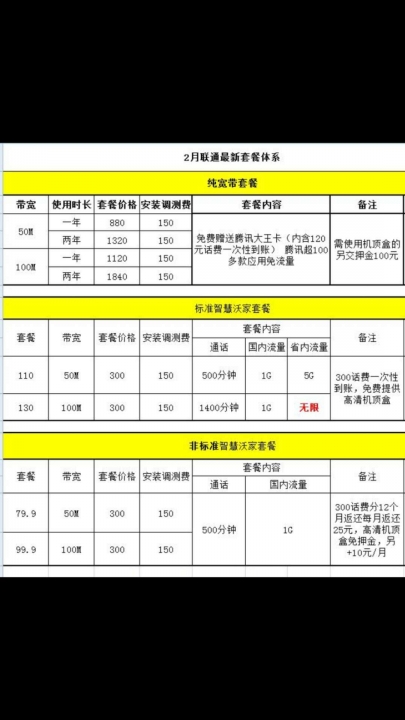 2月联通最新套餐体系
纯宽带套餐
带宽 使用时长 套餐价格 安装调测费 套餐内容 备注
50M 一年 880 150
两年 1320 150
100M 一年 1120 150
两年 1840 150
免费赠送腾讯大王卡（内含120
元话费一次性到账） 腾讯超100
多款应用免流量
需使用机顶盒的
另交押金100元
标准智慧沃家套餐
套餐 带宽 套餐价格 安装调测费 套餐内容 备注
通话 国内流量 省内流量
110 50M 300 150 500分钟 1G 5G
130 100M 300 150 1400分钟 1G 无限
300话费一次性
到账，免费提供
高清机顶盒
非标准智慧沃家套餐
套餐 带宽 套餐价格 安装调测费 套餐内容 备注
通话 国内流量
79.9 50M 300 150
99.9 100M 300 150
500分钟 1G
300话费分12个
月返还每月返还
25元，高清机顶
盒免押金，另
+10元/月